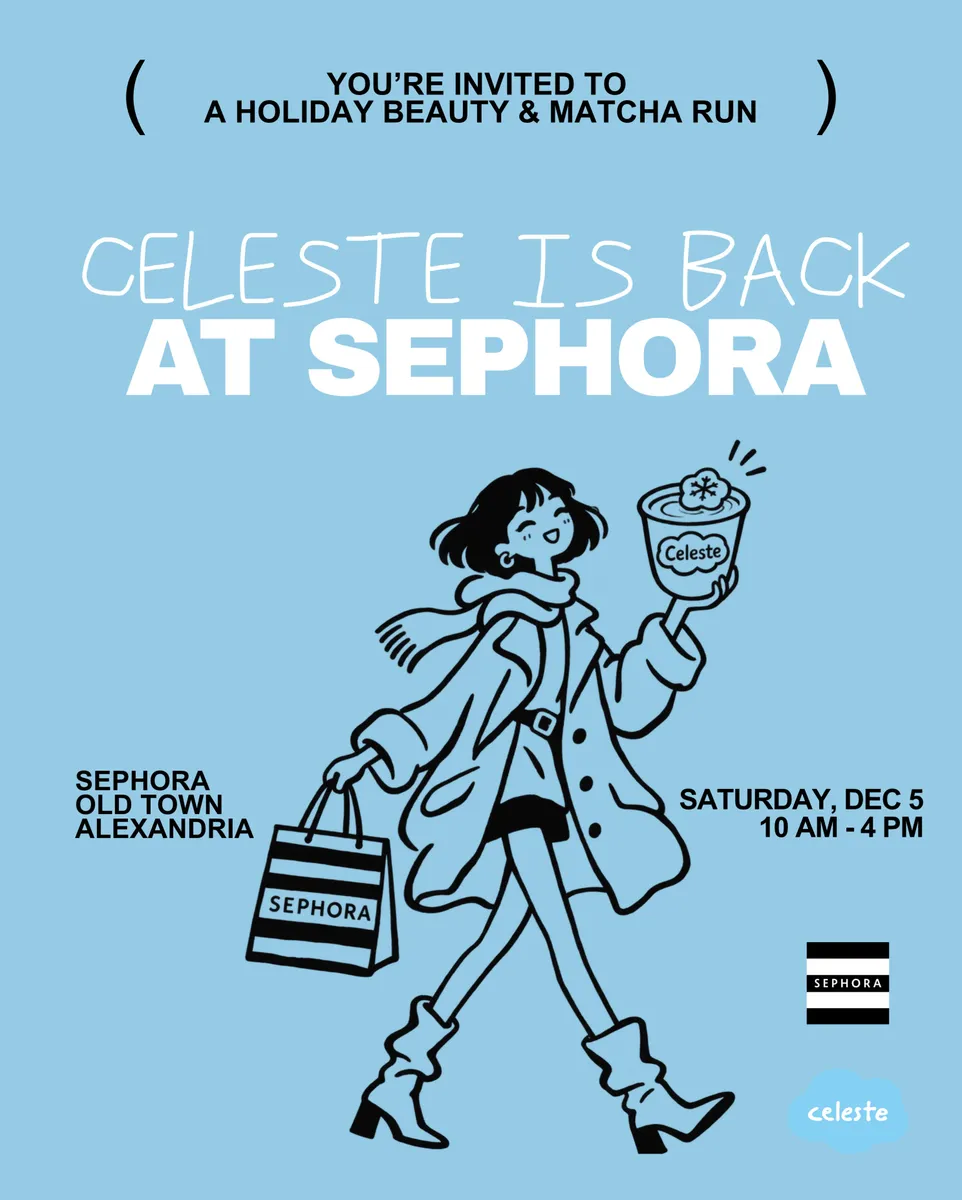 ( YOU’RE INVITED TO )
A HOLIDAY BEAUTY & MATCHA RUN
CELESTE IS BACK
AT SEPHORA
Celeste
SEPHORA
OLD TOWN
ALEXANDRIA
SATURDAY, DEC 5
10 AM - 4 PM
SEPHORA
SEPHORA
celeste